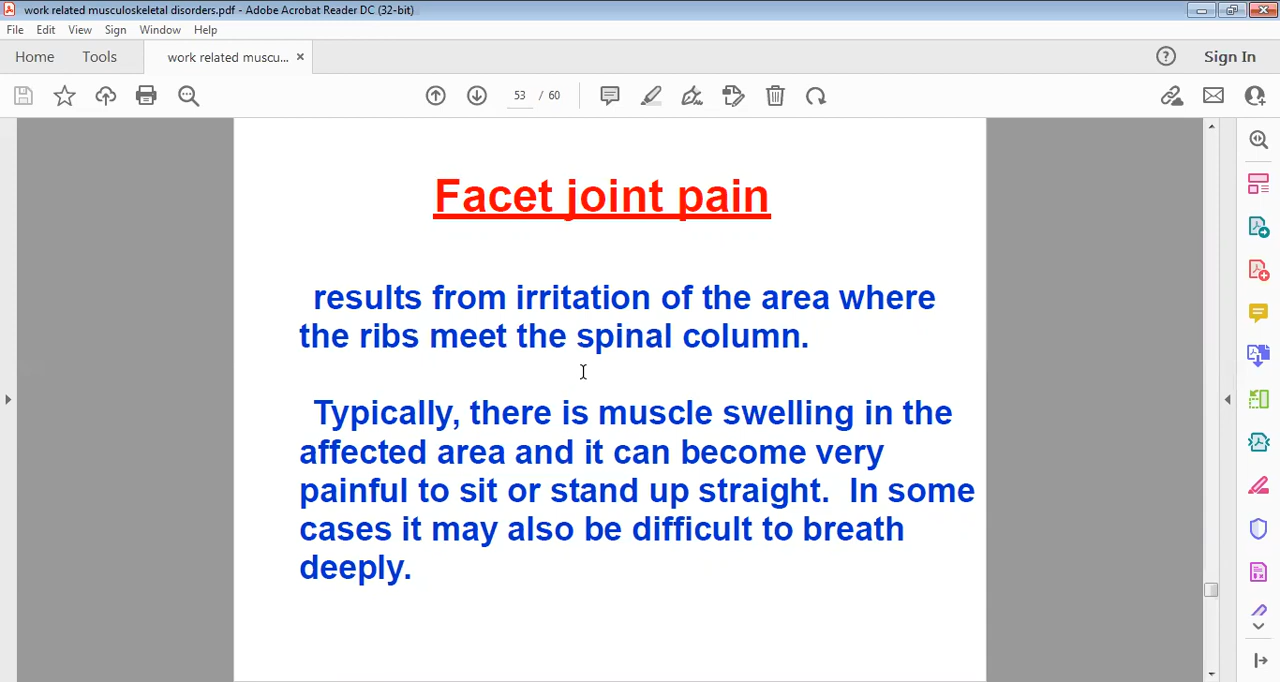 work related musculoskeletal disorders.pdf - Adobe Acrobat Reader DC (32-bit)
File Edit View Sign Window Help
Home Tools work related muscu... × Sign In
53 / 60
Facet joint pain
results from irritation of the area where
the ribs meet the spinal column.
Typically, there is muscle swelling in the
affected area and it can become very
painful to sit or stand up straight. In some
cases it may also be difficult to breath
deeply.